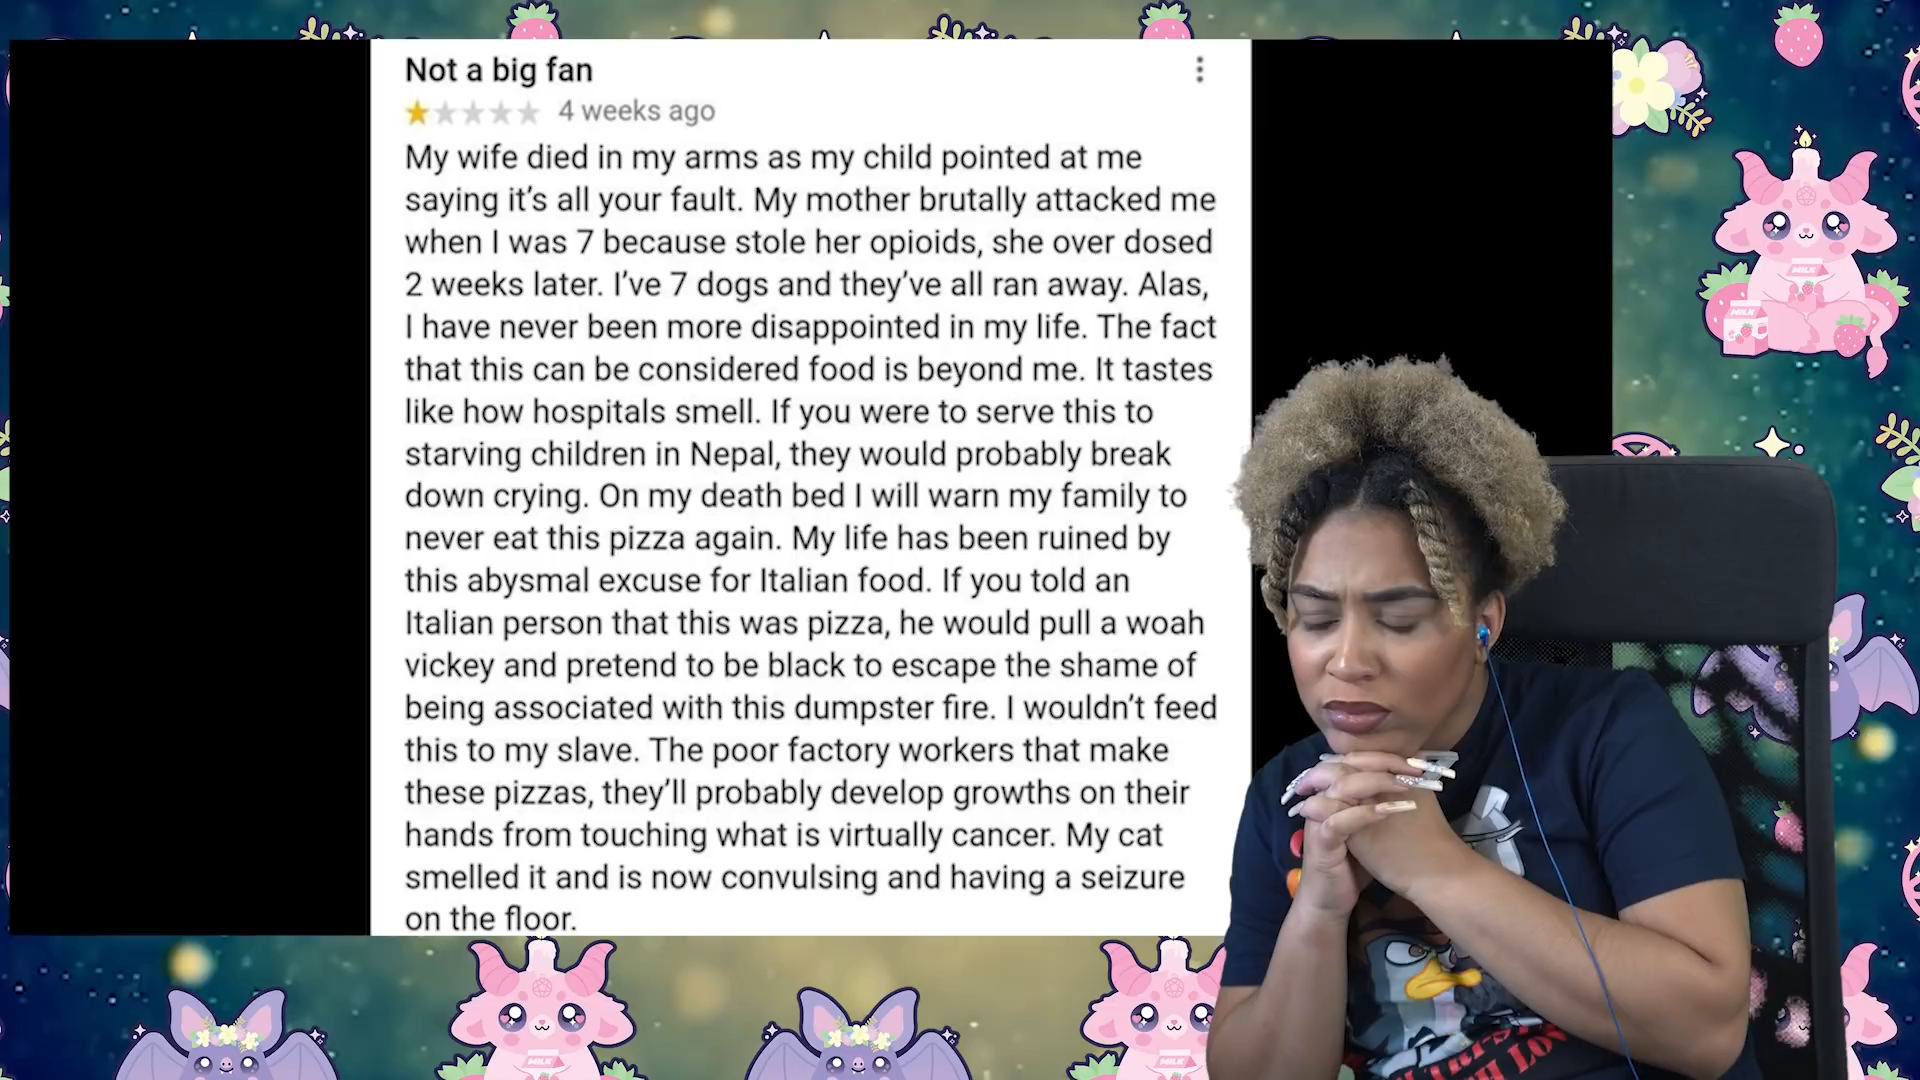 Not a big fan
4 weeks ago
My wife died in my arms as my child pointed at me
saying it's all your fault. My mother brutally attacked me
when I was 7 because stole her opioids, she over dosed
2 weeks later. I've 7 dogs and they've all ran away. Alas,
I have never been more disappointed in my life. The fact
that this can be considered food is beyond me. It tastes
like how hospitals smell. If you were to serve this to
starving children in Nepal, they would probably break
down crying. On my death bed I will warn my family to
never eat this pizza again. My life has been ruined by
this abysmal excuse for Italian food. If you told an
Italian person that this was pizza, he would pull a woah
vickey and pretend to be black to escape the shame of
being associated with this dumpster fire. I wouldn't feed
this to my slave. The poor factory workers that make
these pizzas, they'll probably develop growths on their
hands from touching what is virtually cancer. My cat
smelled it and is now convulsing and having a seizure
on the floor.
MILK
MILK
MILK
MILK